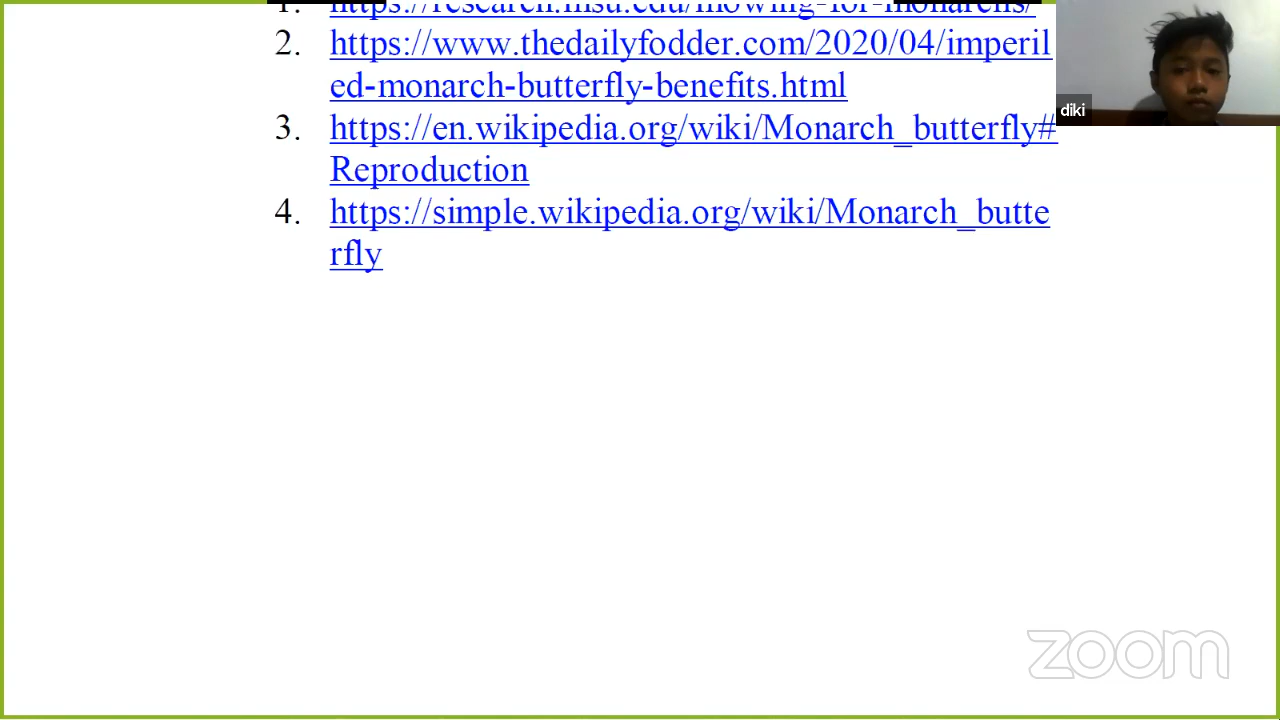 1. https://research.msu.edu/mowing-for-monarchs/
2. https://www.thedailyfodder.com/2020/04/imperil
ed-monarch-butterfly-benefits.html
3. https://en.wikipedia.org/wiki/Monarch_butterfly#
Reproduction
4. https://simple.wikipedia.org/wiki/Monarch_butte
rfly
diki
zoom